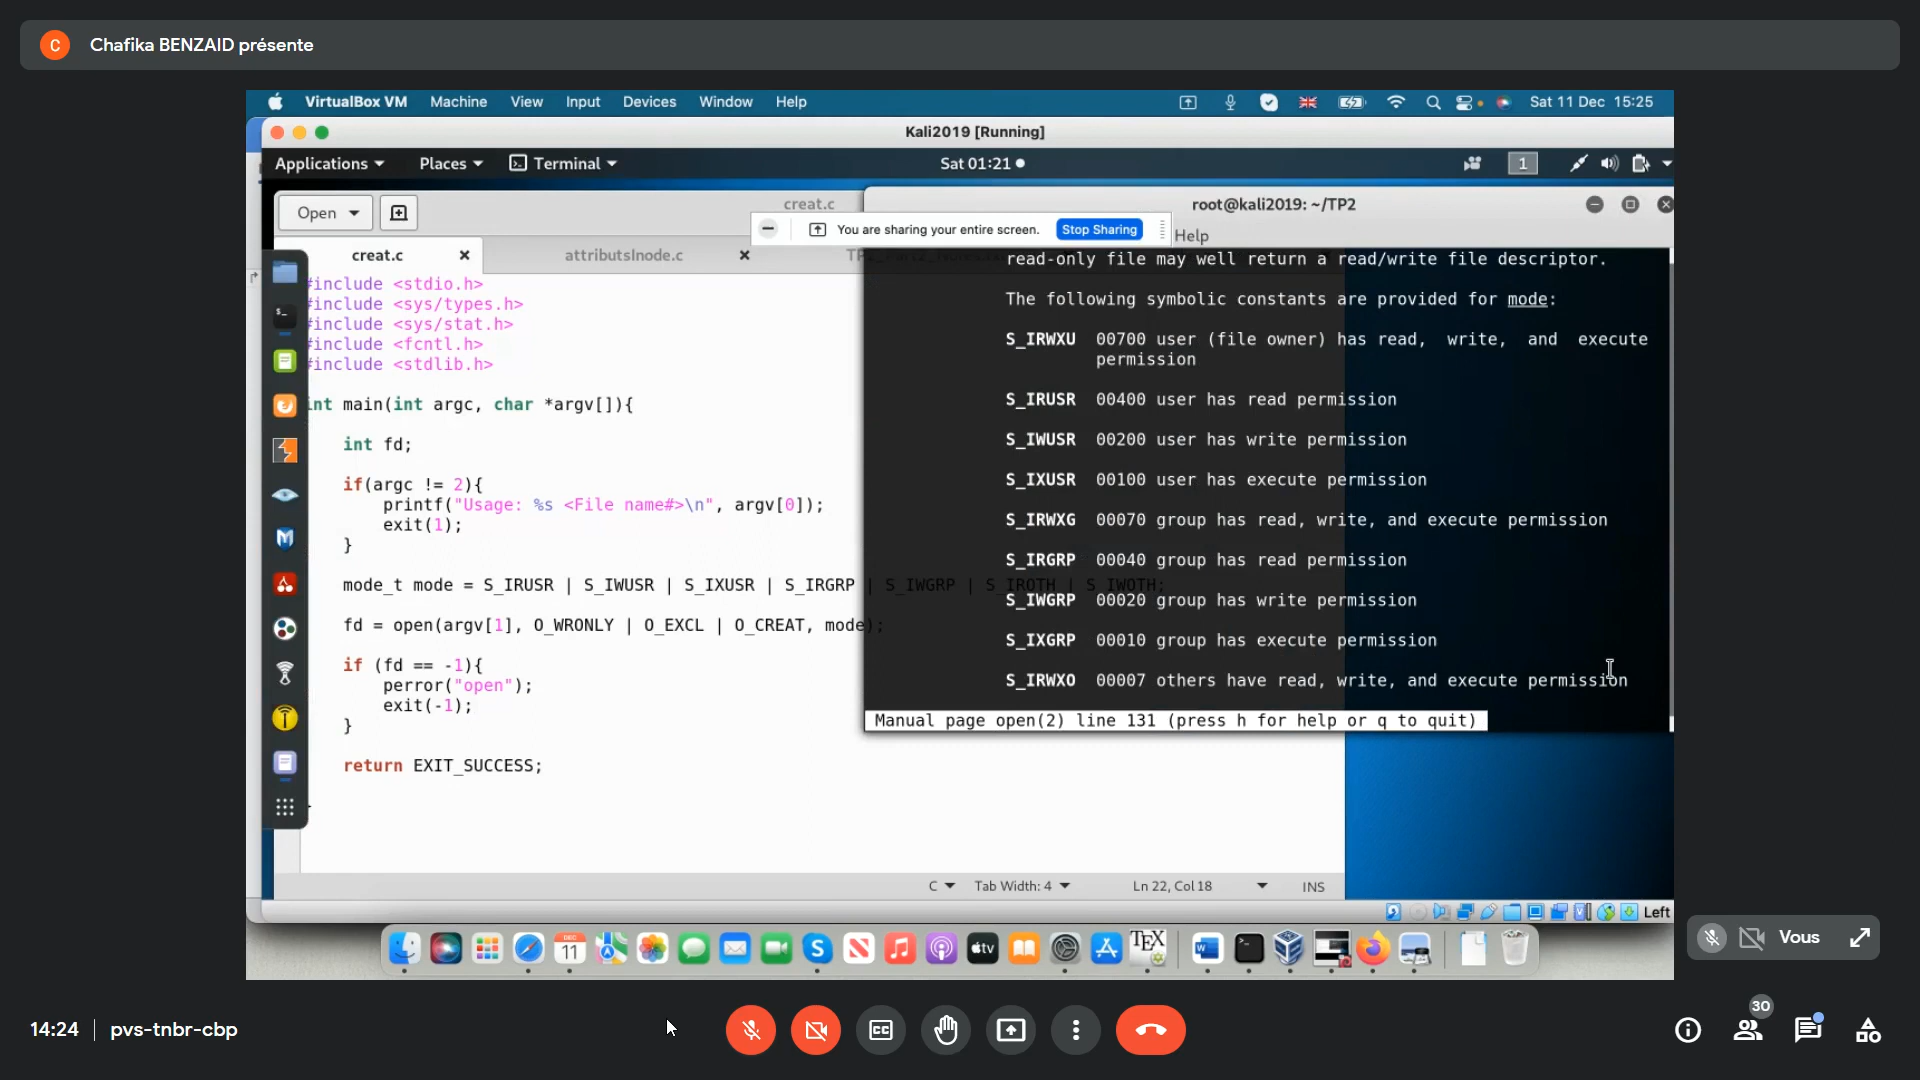 C Chafika BENZAID présente
VirtualBox VM Machine View Input Devices Window Help Sat 11 Dec 15:25
Kali2019 [Running]
Applications Places Terminal Sat 01:21 1
Open creat.c root@kali2019: ~/TP2
You are sharing your entire screen. Stop Sharing Help
creat.c attributsInode.c
#include <stdio.h>
#include <sys/types.h>
#include <sys/stat.h>
#include <fcntl.h>
#include <stdlib.h>
int main(int argc, char *argv[]){
int fd;
if(argc != 2){
printf("Usage: %s <File name#>\n", argv[0]);
exit(1);
}
mode_t mode = S_IRUSR | S_IWUSR | S_IXUSR | S_IRGRP | S_IWGRP | S_IROTH | S_IWOTH;
fd = open(argv[1], O_WRONLY | O_EXCL | O_CREAT, mode);
if (fd == -1){
perror("open");
exit(-1);
}
return EXIT_SUCCESS;
read-only file may well return a read/write file descriptor.
The following symbolic constants are provided for mode:
S_IRWXU 00700 user (file owner) has read, write, and execute
permission
S_IRUSR 00400 user has read permission
S_IWUSR 00200 user has write permission
S_IXUSR 00100 user has execute permission
S_IRWXG 00070 group has read, write, and execute permission
S_IRGRP 00040 group has read permission
S_IWGRP 00020 group has write permission
S_IXGRP 00010 group has execute permission
S_IRWXO 00007 others have read, write, and execute permission
Manual page open(2) line 131 (press h for help or q to quit)
C Tab Width: 4 Ln 22, Col 18 INS
Left
DEC 11 tv TEX
Vous
14:24 pvs-tnbr-cbp CC 30